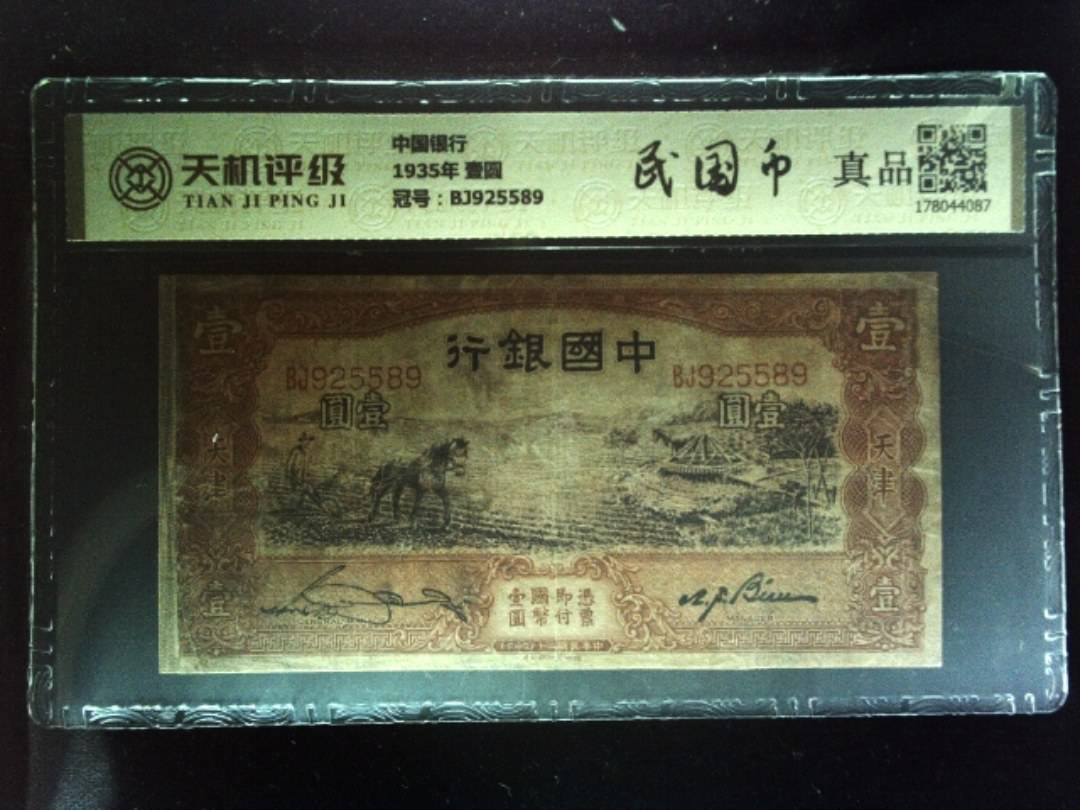 天机评级
TIAN JI PING JI
中国银行
1935年 壹圆
冠号：BJ925589
民国币
真品
178044087
壹
壹
行銀國中
BJ925589
BJ925589
圓壹
圓壹
天津
天津
憑票
即付
國幣
壹圓
壹
壹